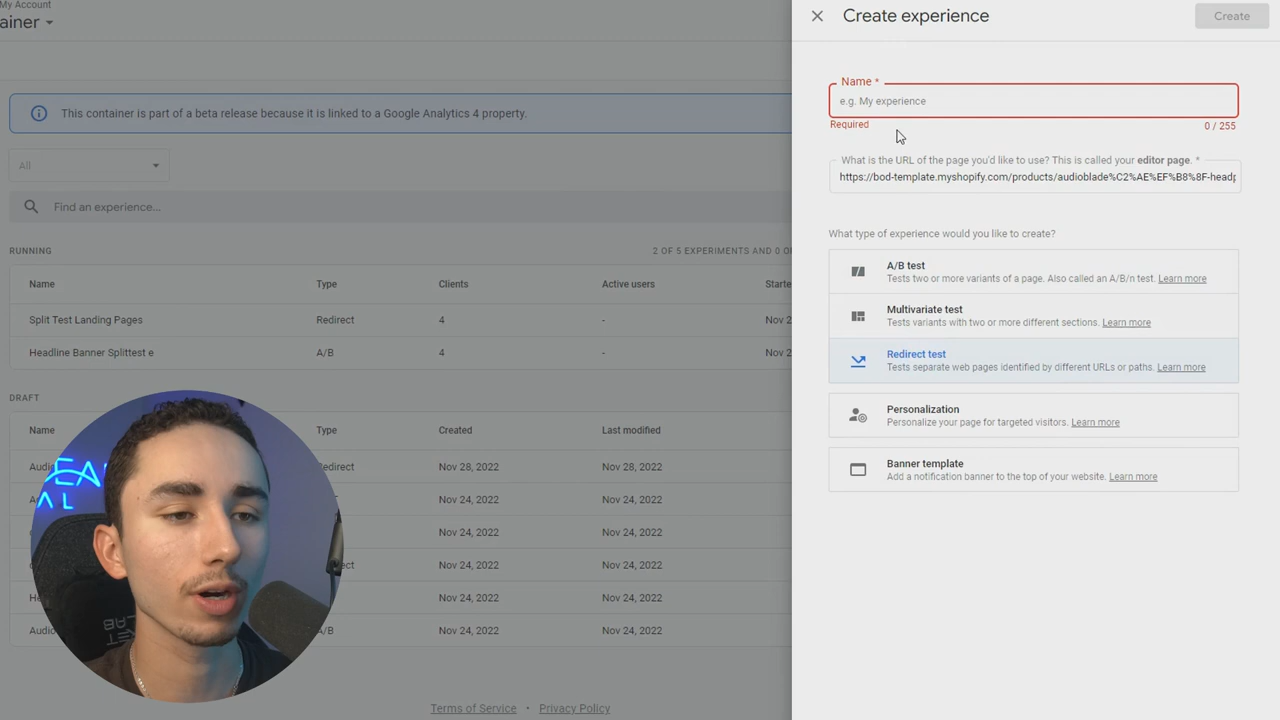 My Account
ainer
This container is part of a beta release because it is linked to a Google Analytics 4 property.
All
Find an experience...
RUNNING
2 OF 5 EXPERIMENTS AND 0 O
Name Type Clients Active users Starte
Split Test Landing Pages Redirect 4 - Nov 2
Headline Banner Splittest e A/B 4 - Nov 2
DRAFT
Name Type Created Last modified
Audi Redirect Nov 28, 2022 Nov 28, 2022
Nov 24, 2022 Nov 24, 2022
Nov 24, 2022 Nov 24, 2022
ect Nov 24, 2022 Nov 24, 2022
He Nov 24, 2022 Nov 24, 2022
Audi A/B Nov 24, 2022 Nov 24, 2022
Terms of Service • Privacy Policy
Create experience
Create
Name *
e.g. My experience
Required 0 / 255
What is the URL of the page you'd like to use? This is called your editor page. *
https://bod-template.myshopify.com/products/audioblade%C2%AE%EF%B8%8F-headp
What type of experience would you like to create?
A/B test
Tests two or more variants of a page. Also called an A/B/n test. Learn more
Multivariate test
Tests variants with two or more different sections. Learn more
Redirect test
Tests separate web pages identified by different URLs or paths. Learn more
Personalization
Personalize your page for targeted visitors. Learn more
Banner template
Add a notification banner to the top of your website. Learn more